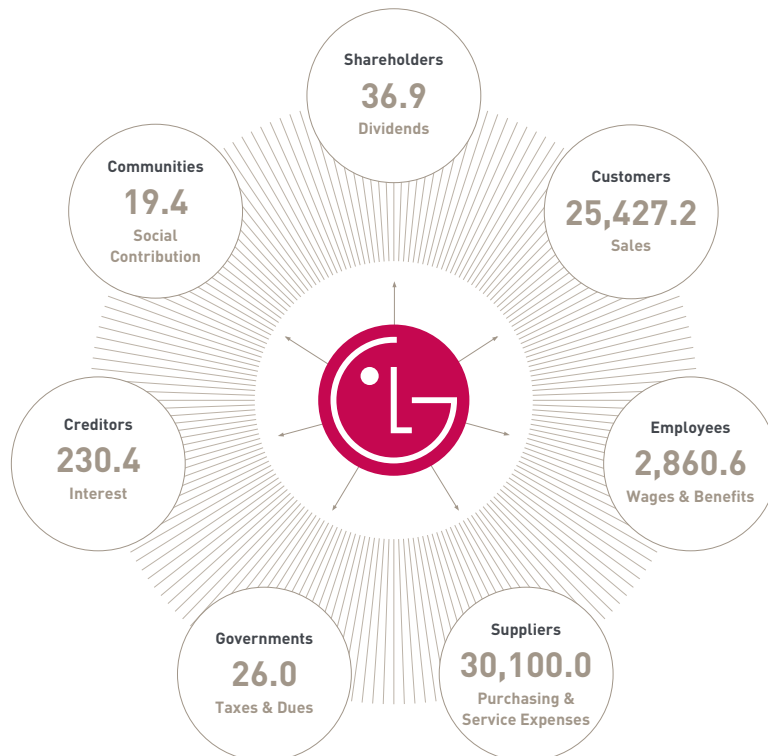 Shareholders
36.9
Dividends
Communities
19.4
Social
Contribution
Customers
25,427.2
Sales
LG
Creditors
230.4
Interest
Employees
2,860.6
Wages & Benefits
Governments
26.0
Taxes & Dues
Suppliers
30,100.0
Purchasing &
Service Expenses